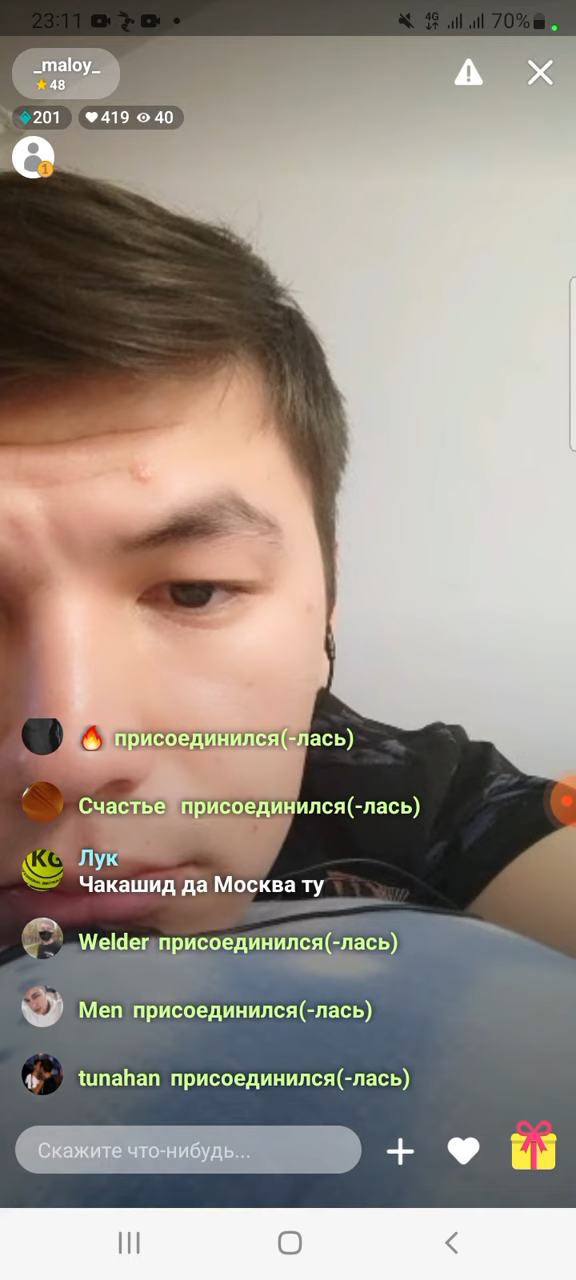 23:11
4G
70%
_maloy_
48
201
419
40
1
присоединился(-лась)
Счастье присоединился(-лась)
KG
Лук
Чакашид да Москва ту
Welder присоединился(-лась)
Men присоединился(-лась)
tunahan присоединился(-лась)
Скажите что-нибудь...